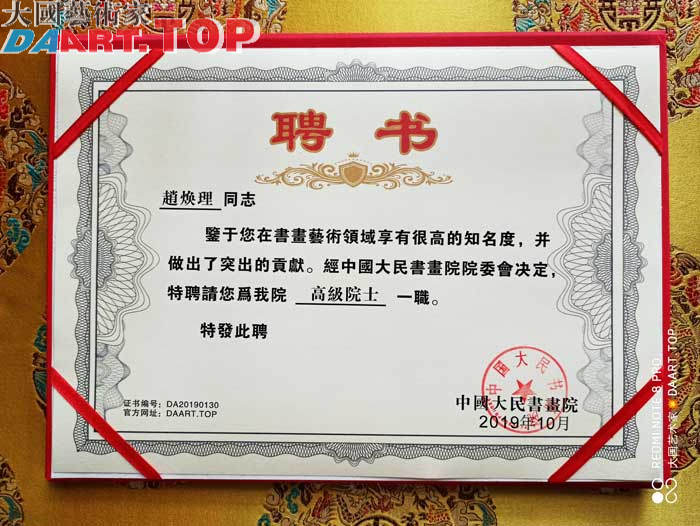 大國藝術家
DAART.TOP
聘书
趙焕理 同志
鑒于您在書畫藝術領域享有很高的知名度，并
做出了突出的貢獻。經中國大民書畫院院委會决定，
特聘請您爲我院 高級院士 一職。
特發此聘
证书编号：DA20190130
官方网址：DAART.TOP
中國大民書畫院
2019年10月
REDMI NOTE 8 PRO
大國艺术家 DAART.TOP